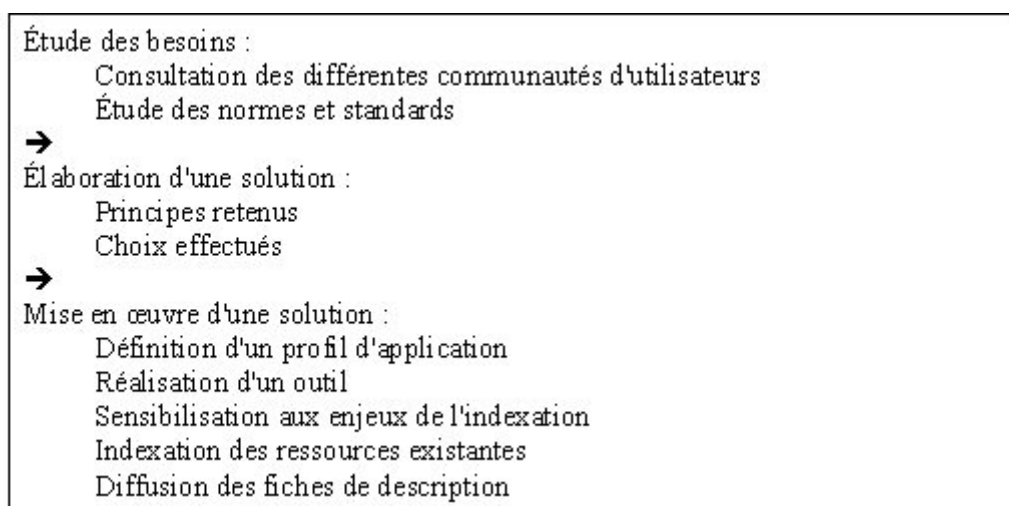 Étude des besoins :
Consultation des différentes communautés d'utilisateurs
Étude des normes et standards
➔
Élaboration d'une solution :
Principes retenus
Choix effectués
➔
Mise en œuvre d'une solution :
Définition d'un profil d'application
Réalisation d'un outil
Sensibilisation aux enjeux de l'indexation
Indexation des ressources existantes
Diffusion des fiches de description